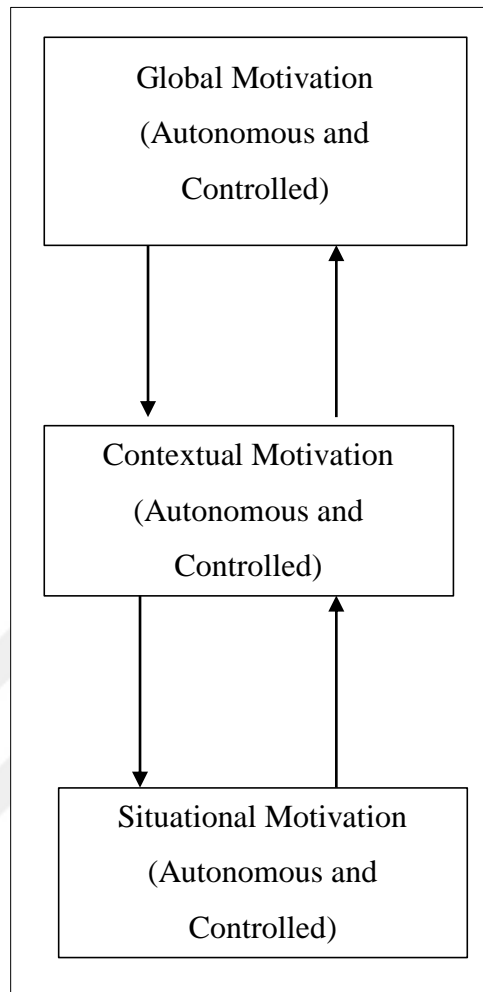 Global Motivation
(Autonomous and
Controlled)
Contextual Motivation
(Autonomous and
Controlled)
Situational Motivation
(Autonomous and
Controlled)